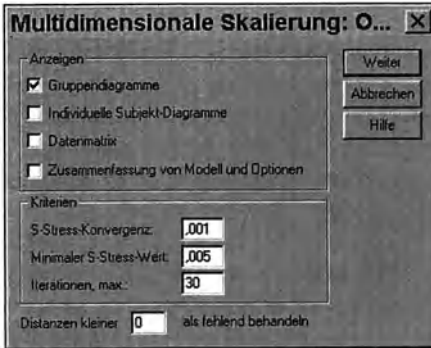 Multidimensionale Skalierung: O...
Anzeigen
Gruppendiagramme
Individuelle Subjekt-Diagramme
Datenmatrix
Zusammenfassung von Modell und Optionen
Weiter
Abbrechen
Hilfe
Kriterien
S-Stress-Konvergenz: ,001
Minimaler S-Stress-Wert: ,005
Iterationen, max.: 30
Distanzen kleiner 0 als fehlend behandeln